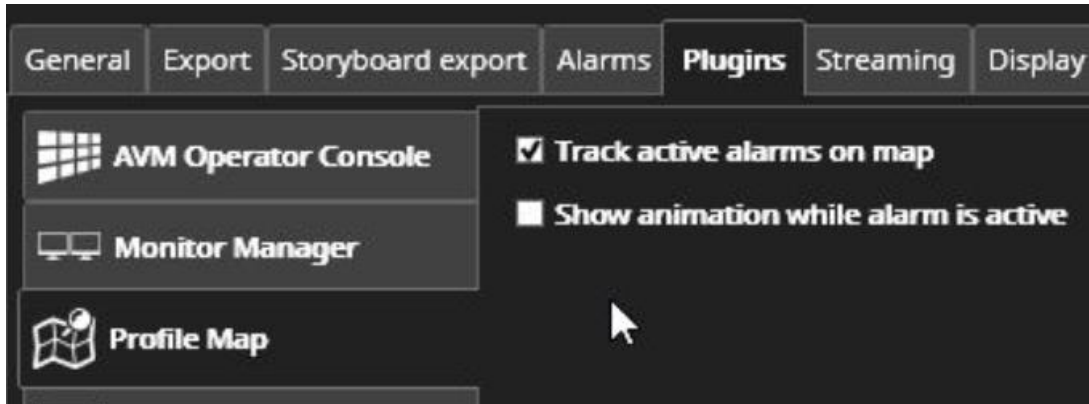 General Export Storyboard export Alarms Plugins Streaming Display
AVM Operator Console
Track active alarms on map
Show animation while alarm is active
Monitor Manager
Profile Map